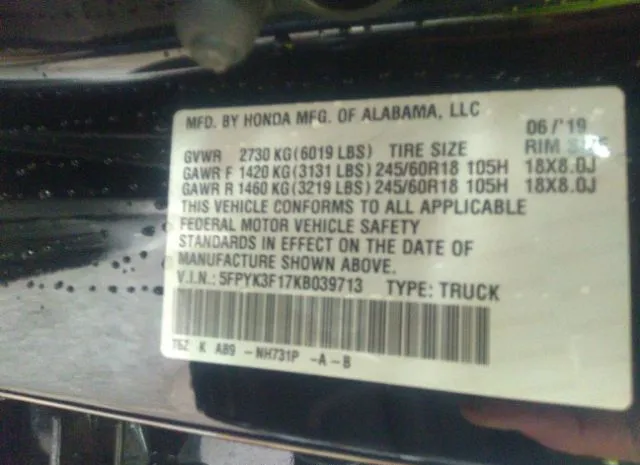 MFD. BY HONDA MFG. OF ALABAMA, LLC 06/'19
GVWR 2730 KG(6019 LBS) TIRE SIZE RIM SIZE
GAWR F 1420 KG(3131 LBS)245/60R18 105H 18X8.0J
GAWR R 1460 KG(3219 LBS)245/60R18 105H 18X8.0J
THIS VEHICLE CONFORMS TO ALL APPLICABLE
FEDERAL MOTOR VEHICLE SAFETY
STANDARDS IN EFFECT ON THE DATE OF
MANUFACTURE SHOWN ABOVE.
V.I.N.: 5FPYK3F17KB039713 TYPE: TRUCK
T6Z K AB9 -NH731P -A-B